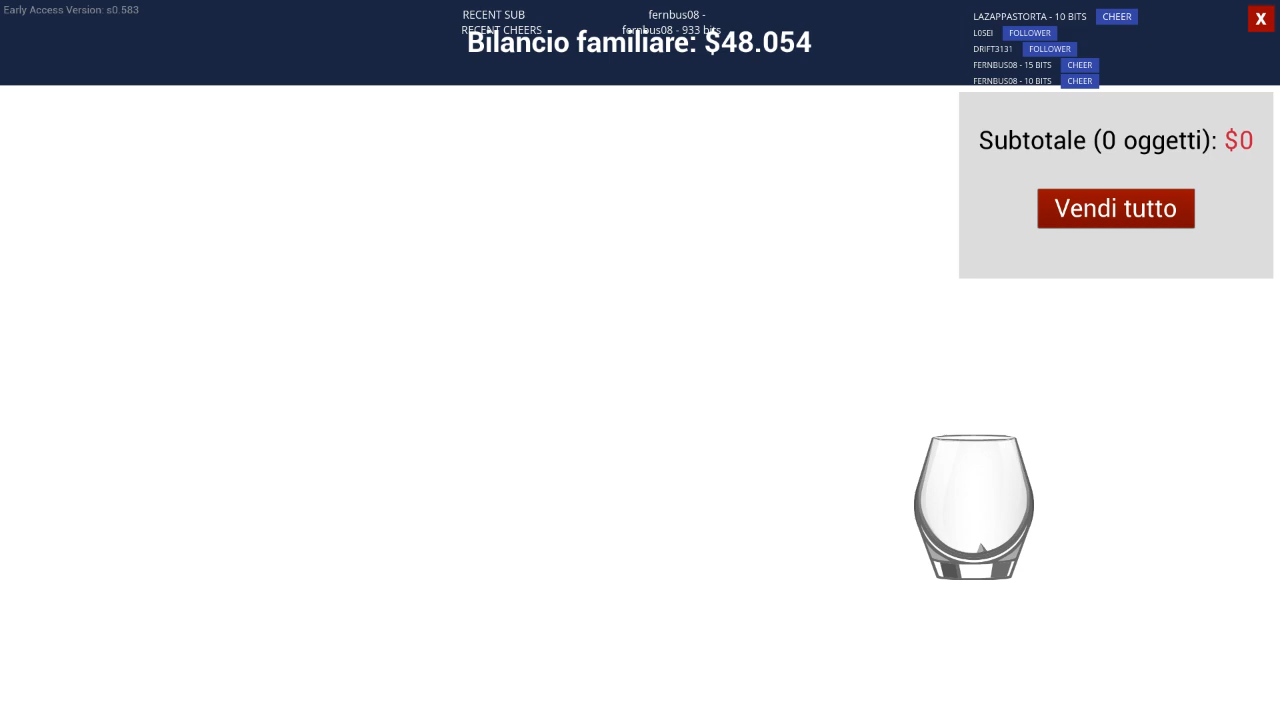 Early Access Version: s0.583
RECENT SUB fernbus08 -
RECENT CHEERS fernbus08 - 933 bits
Bilancio familiare: $48.054
LAZAPPASTORTA - 10 BITS CHEER
L0SEI FOLLOWER
DRIFT3131 FOLLOWER
FERNBUS08 - 15 BITS CHEER
FERNBUS08 - 10 BITS CHEER
X
Subtotale (0 oggetti): $0
Vendi tutto